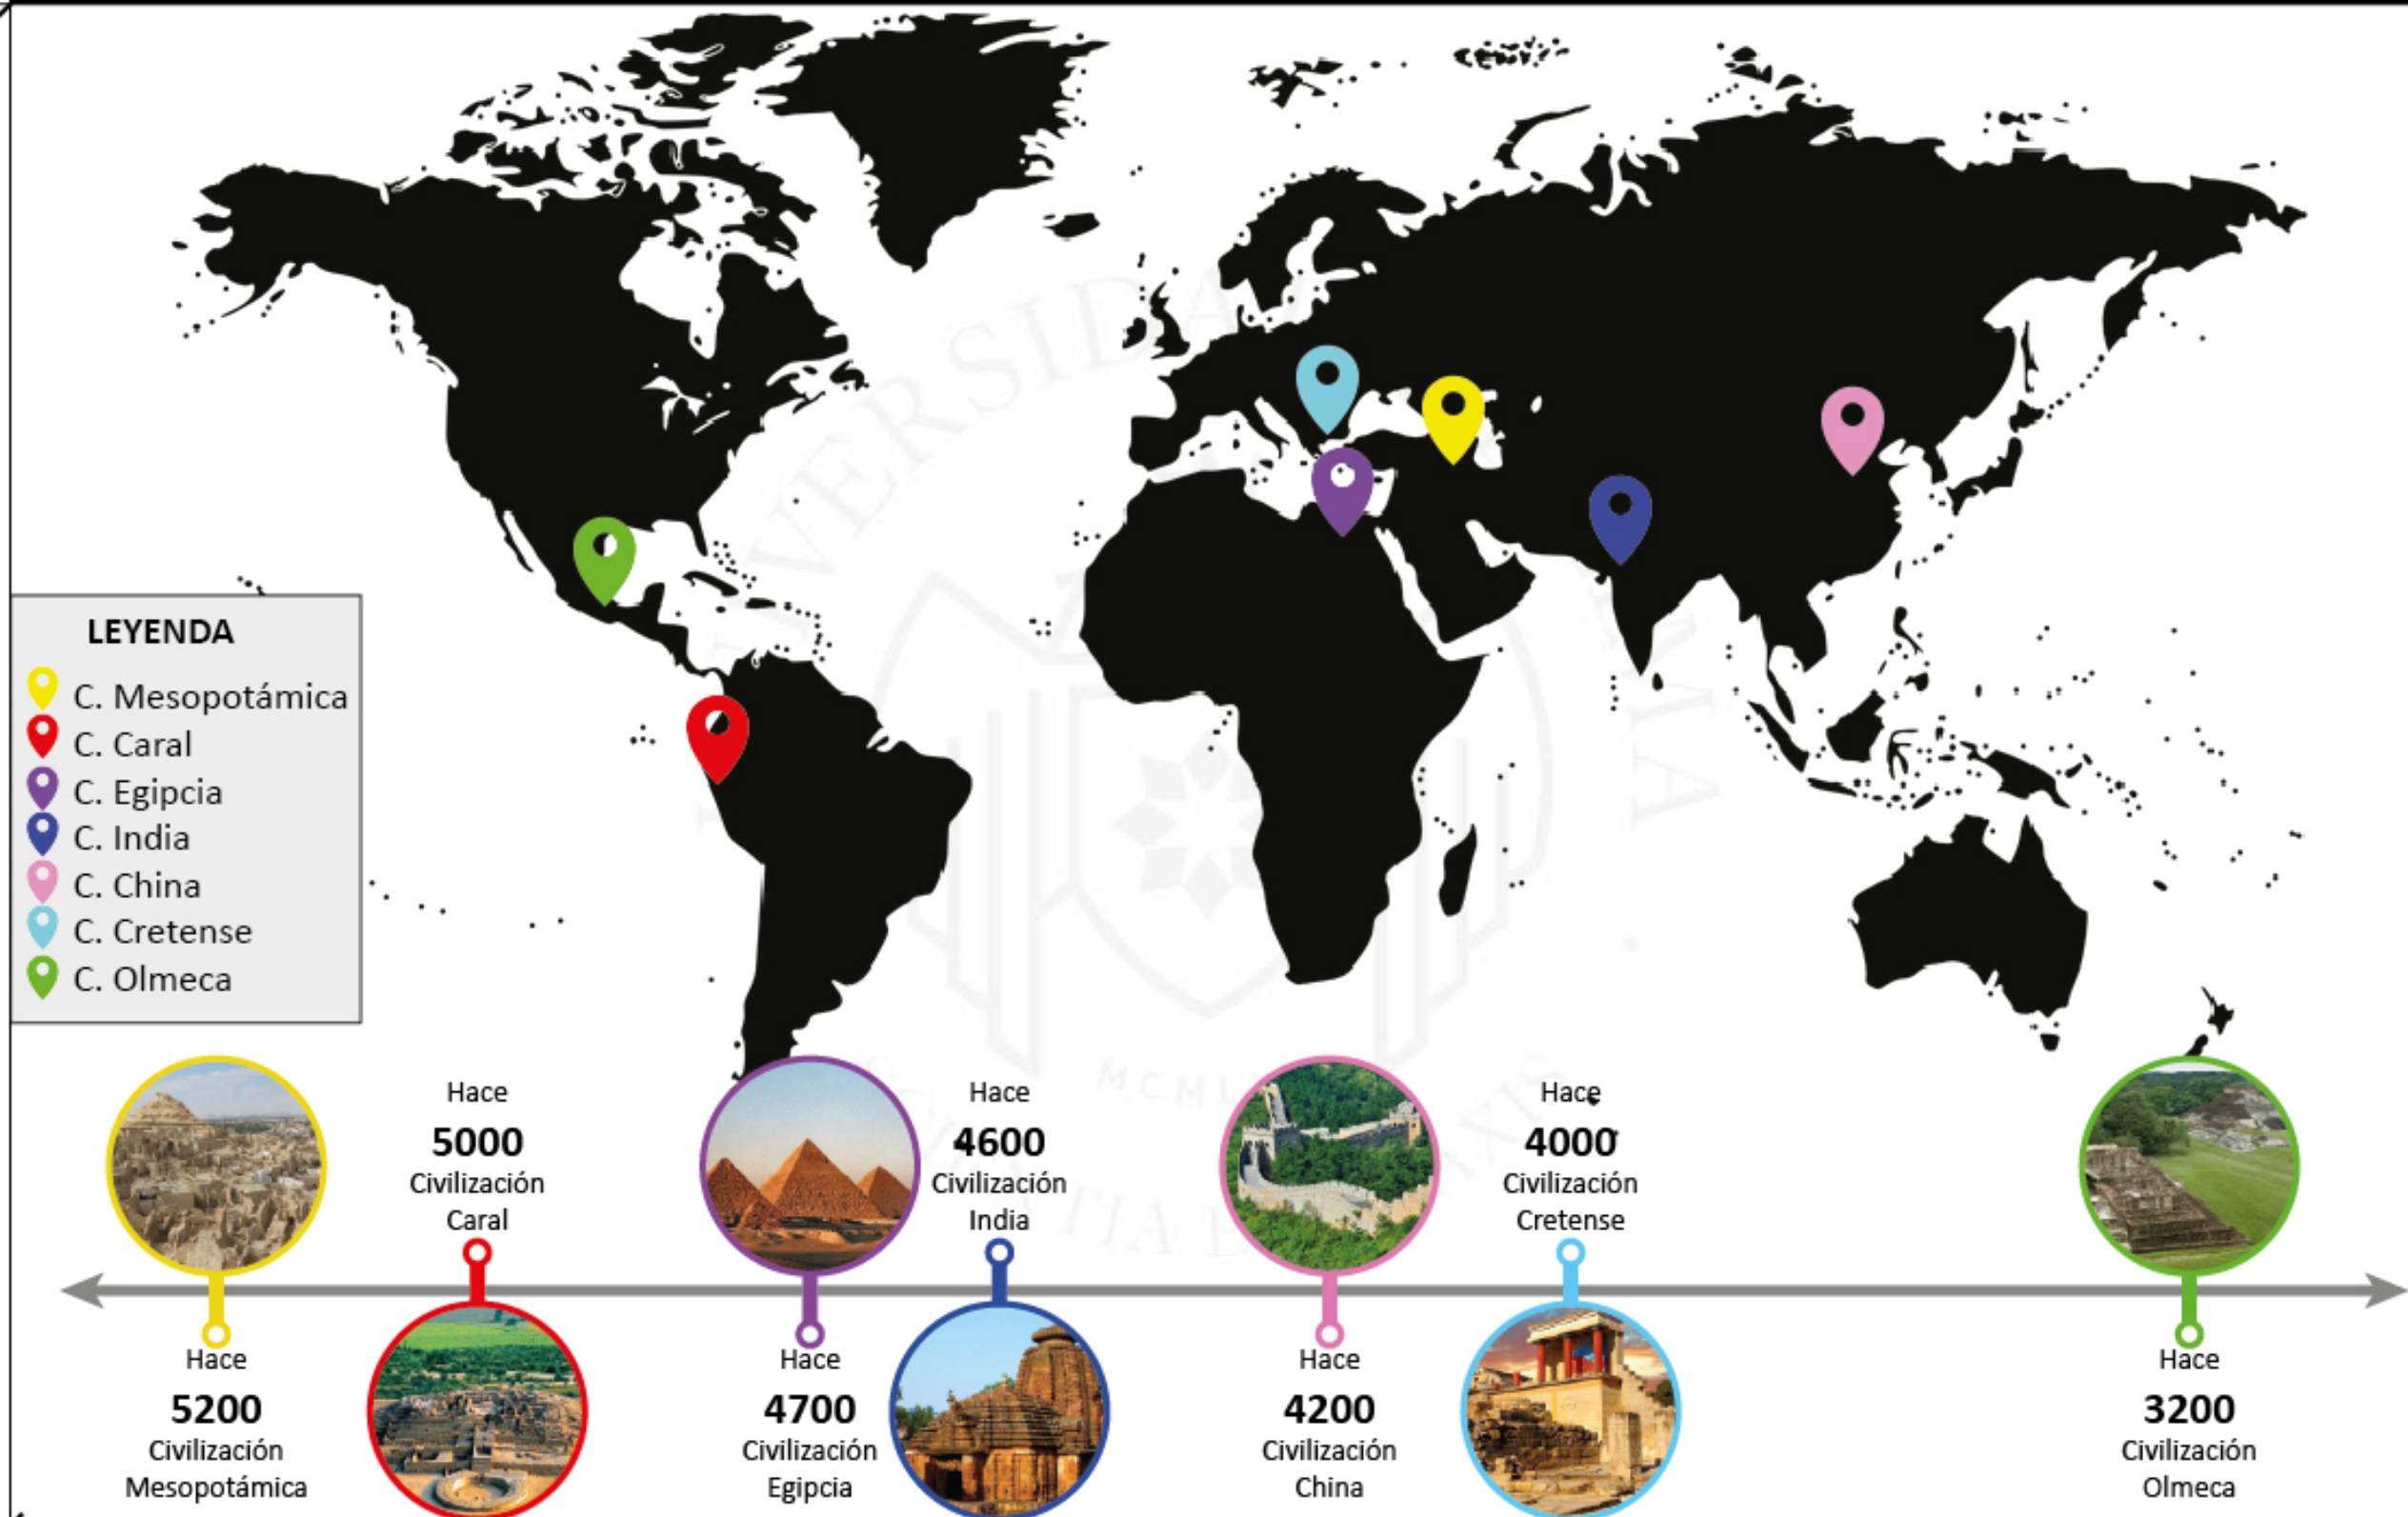 LEYENDA
C. Mesopotámica
C. Caral
C. Egipcia
C. India
C. China
C. Cretense
C. Olmeca
Hace
5200
Civilización
Mesopotámica
Hace
5000
Civilización
Caral
Hace
4700
Civilización
Egipcia
Hace
4600
Civilización
India
Hace
4200
Civilización
China
Hace
4000
Civilización
Cretense
Hace
3200
Civilización
Olmeca